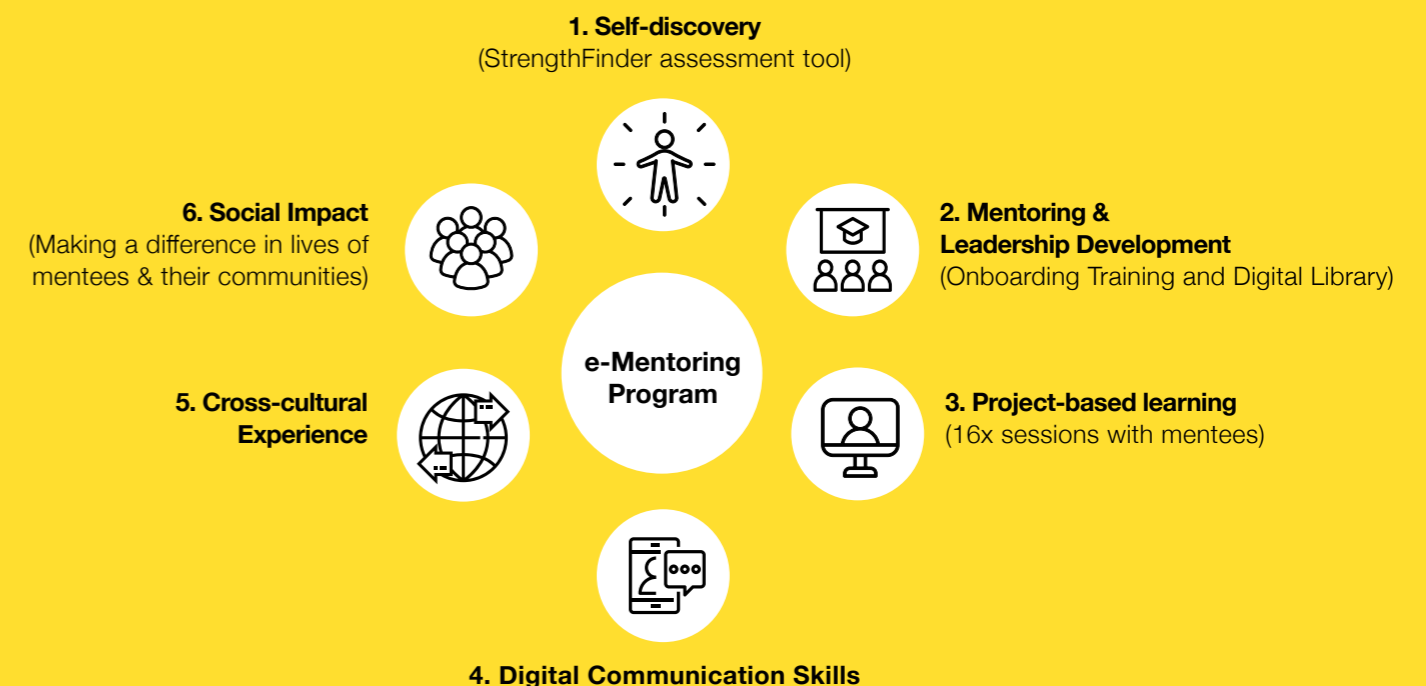 1. Self-discovery
(StrengthFinder assessment tool)
2. Mentoring &
Leadership Development
(Onboarding Training and Digital Library)
3. Project-based learning
(16x sessions with mentees)
4. Digital Communication Skills
5. Cross-cultural
Experience
6. Social Impact
(Making a difference in lives of
mentees & their communities)
e-Mentoring
Program